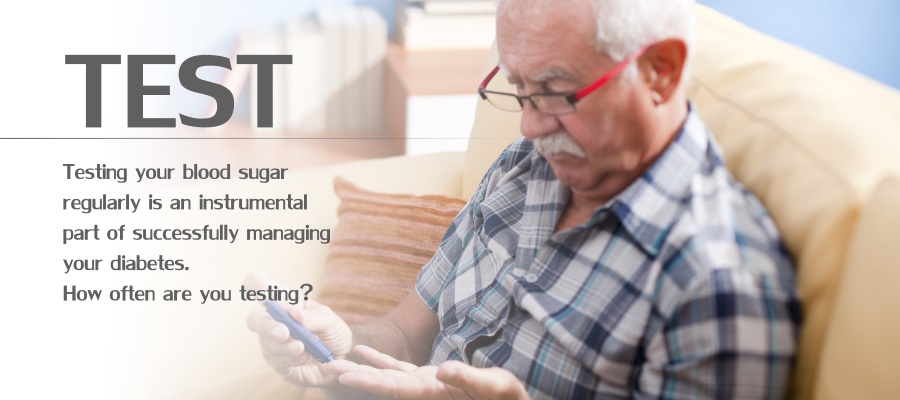 TEST
Testing your blood sugar
regularly is an instrumental
part of successfully managing
your diabetes.
How often are you testing?